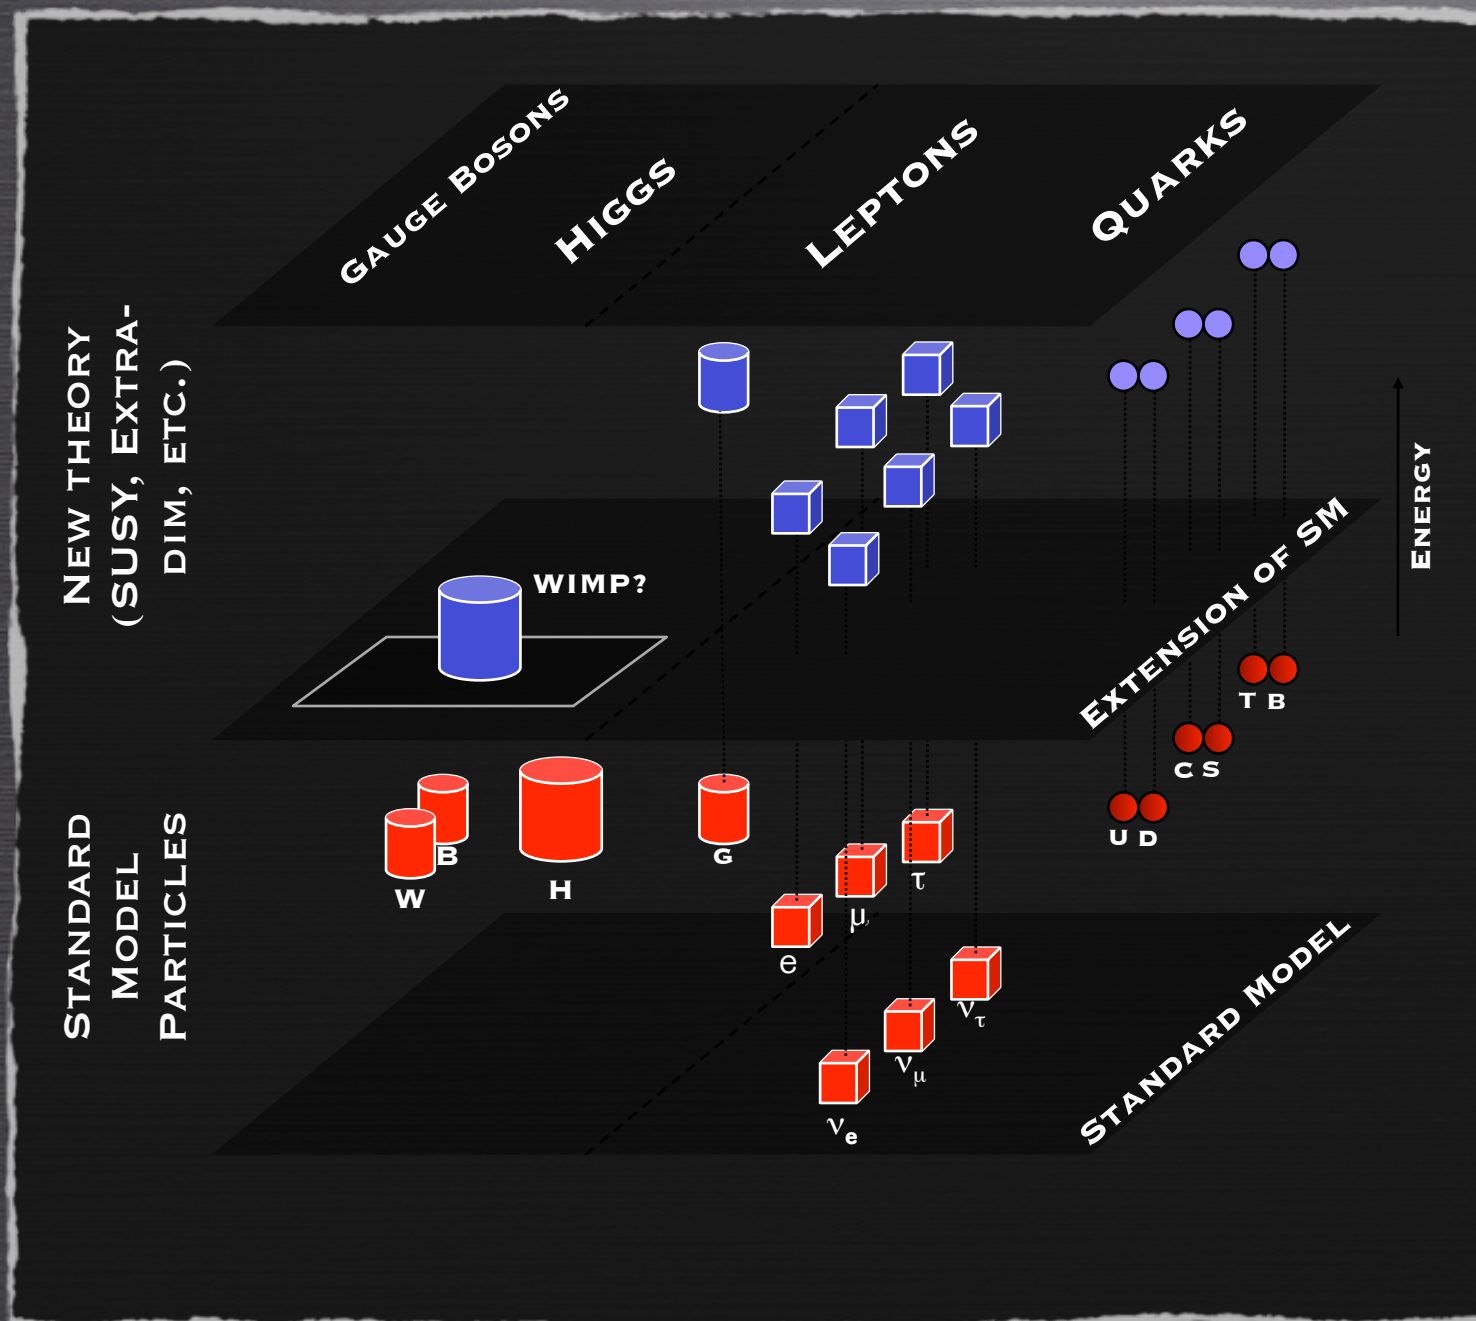 Gauge Bosons
Higgs
Leptons
Quarks
New theory
(SUSY, Extra-
dim, etc.)
WIMP?
Extension of SM
Energy
T B
C S
U D
Standard
Model
Particles
B
W
H
G
τ
μ
e
ντ
νμ
νe
Standard Model